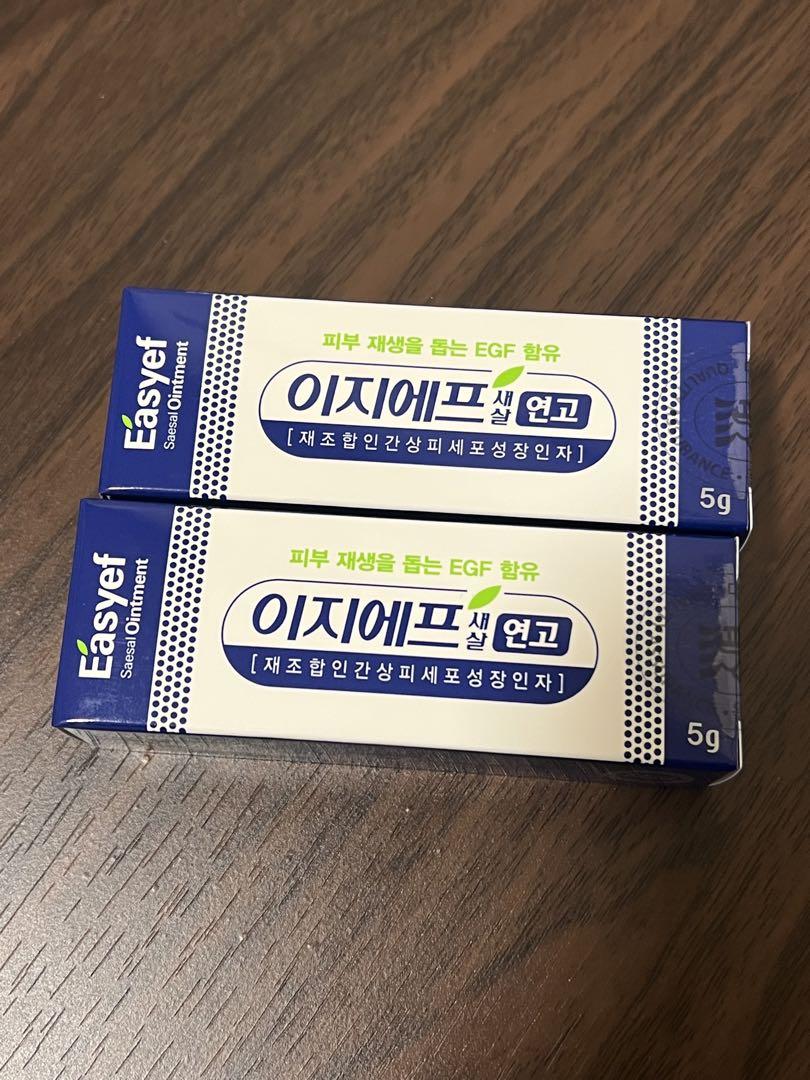 Easyef
Saesal Ointment
피부 재생을 돕는 EGF 함유
이지에프 새살 연고
[재조합인간상피세포성장인자]
5g
Easyef
Saesal Ointment
피부 재생을 돕는 EGF 함유
이지에프 새살 연고
[재조합인간상피세포성장인자]
5g